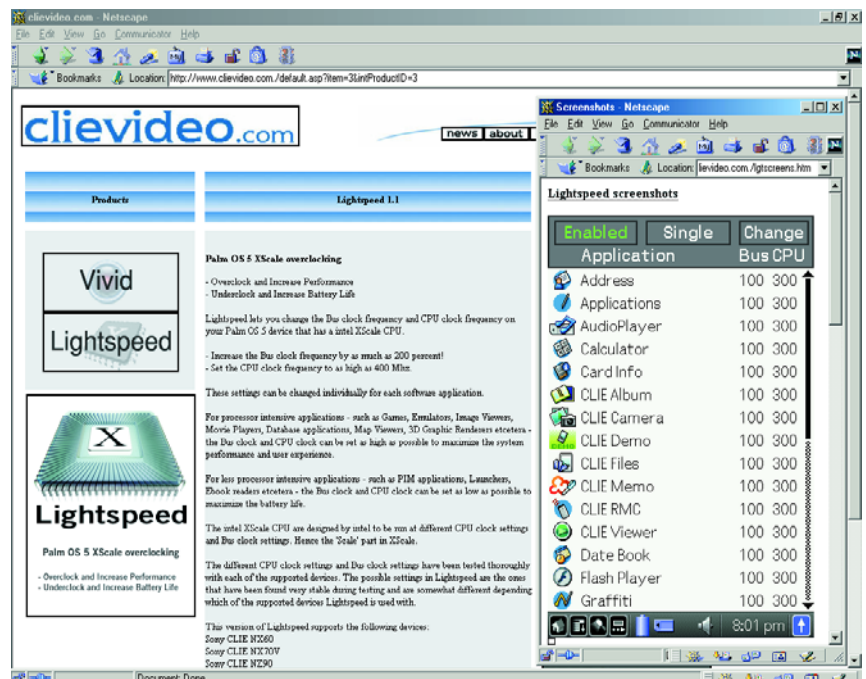 clievideo.com - Netscape
File Edit View Go Communicator Help
Bookmarks Location: http://www.clievideo.com./default.asp?item=3&intProductID=3
clievideo.com
news about
Products
Lightspeed 1.1
Vivid
Lightspeed
X
Lightspeed
Palm OS 5 XScale overclocking
- Overclock and Increase Performance
- Underclock and Increase Battery Life
Palm OS 5 XScale overclocking
- Overclock and Increase Performance
- Underclock and Increase Battery Life
Lightspeed lets you change the Bus clock frequency and CPU clock frequency on
your Palm OS 5 device that has a intel XScale CPU.
- Increase the Bus clock frequency by as much as 200 percent!
- Set the CPU clock frequency to as high as 400 Mhz.
These settings can be changed individually for each software application.
For processor intensive applications - such as Games, Emulators, Image Viewers,
Movie Players, Database applications, Map Viewers, 3D Graphic Renderers etcetera -
the Bus clock and CPU clock can be set as high as possible to maximize the system
performance and user experience.
For less processor intensive applications - such as PIM applications, Launchers,
Ebook readers etcetera - the Bus clock and CPU clock can be set as low as possible to
maximize the battery life.
The intel XScale CPU are designed by intel to be run at different CPU clock settings
and Bus clock settings. Hence the 'Scale' part in XScale.
The different CPU clock settings and Bus clock settings have been tested thoroughly
with each of the supported devices. The possible settings in Lightspeed are the ones
that have been found very stable during testing and are somewhat different depending
which of the supported devices Lightspeed is used with.
This version of Lightspeed supports the following devices:
Sony CLIE NX60
Sony CLIE NX70V
Sony CLIE NZ90
Document: Done
Screenshots - Netscape
File Edit View Go Communicator Help
Bookmarks Location: lievideo.com./lgtscreens.htm
Lightspeed screenshots
Enabled Single Change
Application Bus CPU
Address 100 300
Applications 100 300
AudioPlayer 100 300
Calculator 100 300
Card Info 100 300
CLIE Album 100 300
CLIE Camera 100 300
CLIE Demo 100 300
CLIE Files 100 300
CLIE Memo 100 300
CLIE RMC 100 300
CLIE Viewer 100 300
Date Book 100 300
Flash Player 100 300
Graffiti 100 300
8:01 pm